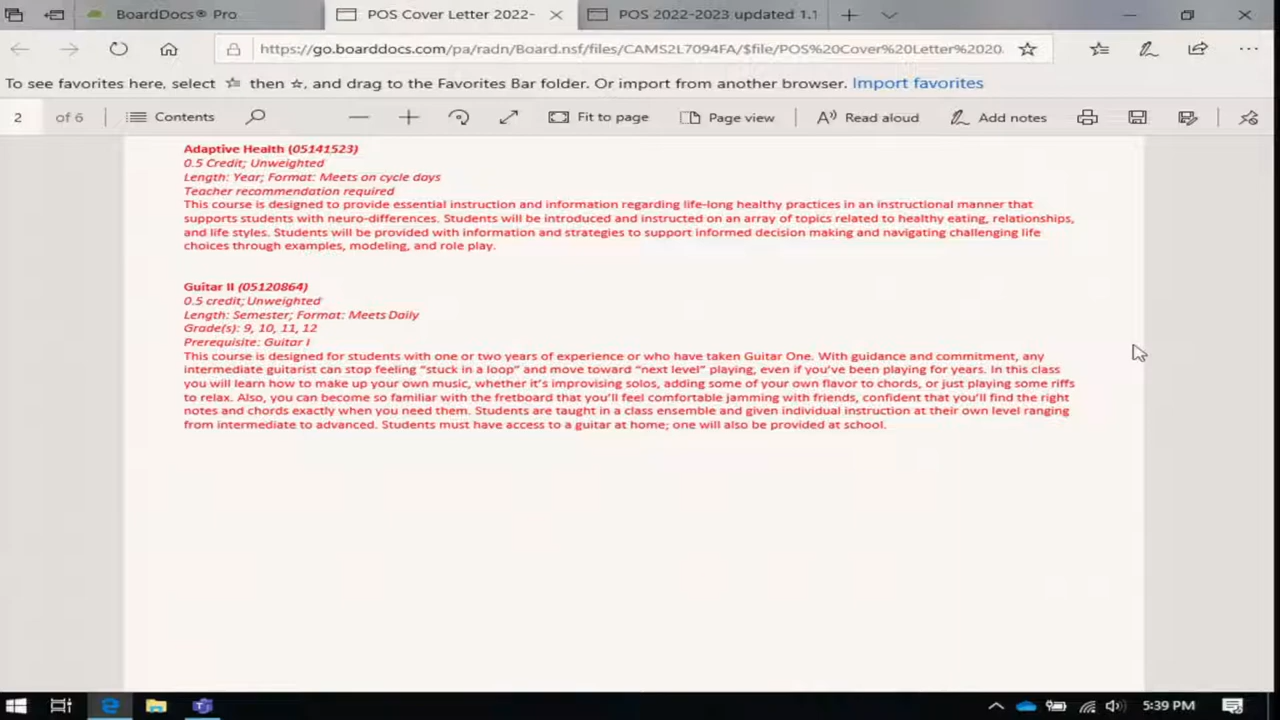 BoardDocs® Pro
POS Cover Letter 2022-
POS 2022-2023 updated 1.1
https://go.boarddocs.com/pa/radn/Board.nsf/files/CAMS2L7094FA/$file/POS%20Cover%20Letter%2020
To see favorites here, select then ☆, and drag to the Favorites Bar folder. Or import from another browser. Import favorites
2 of 6 Contents Fit to page Page view Read aloud Add notes
Adaptive Health (05141523)
0.5 Credit; Unweighted
Length: Year; Format: Meets on cycle days
Teacher recommendation required
This course is designed to provide essential instruction and information regarding life-long healthy practices in an instructional manner that
supports students with neuro-differences. Students will be introduced and instructed on an array of topics related to healthy eating, relationships,
and life styles. Students will be provided with information and strategies to support informed decision making and navigating challenging life
choices through examples, modeling, and role play.
Guitar II (05120864)
0.5 credit; Unweighted
Length: Semester; Format: Meets Daily
Grade(s): 9, 10, 11, 12
Prerequisite: Guitar I
This course is designed for students with one or two years of experience or who have taken Guitar One. With guidance and commitment, any
intermediate guitarist can stop feeling “stuck in a loop” and move toward “next level” playing, even if you’ve been playing for years. In this class
you will learn how to make up your own music, whether it’s improvising solos, adding some of your own flavor to chords, or just playing some riffs
to relax. Also, you can become so familiar with the fretboard that you’ll feel comfortable jamming with friends, confident that you’ll find the right
notes and chords exactly when you need them. Students are taught in a class ensemble and given individual instruction at their own level ranging
from intermediate to advanced. Students must have access to a guitar at home; one will also be provided at school.
5:39 PM